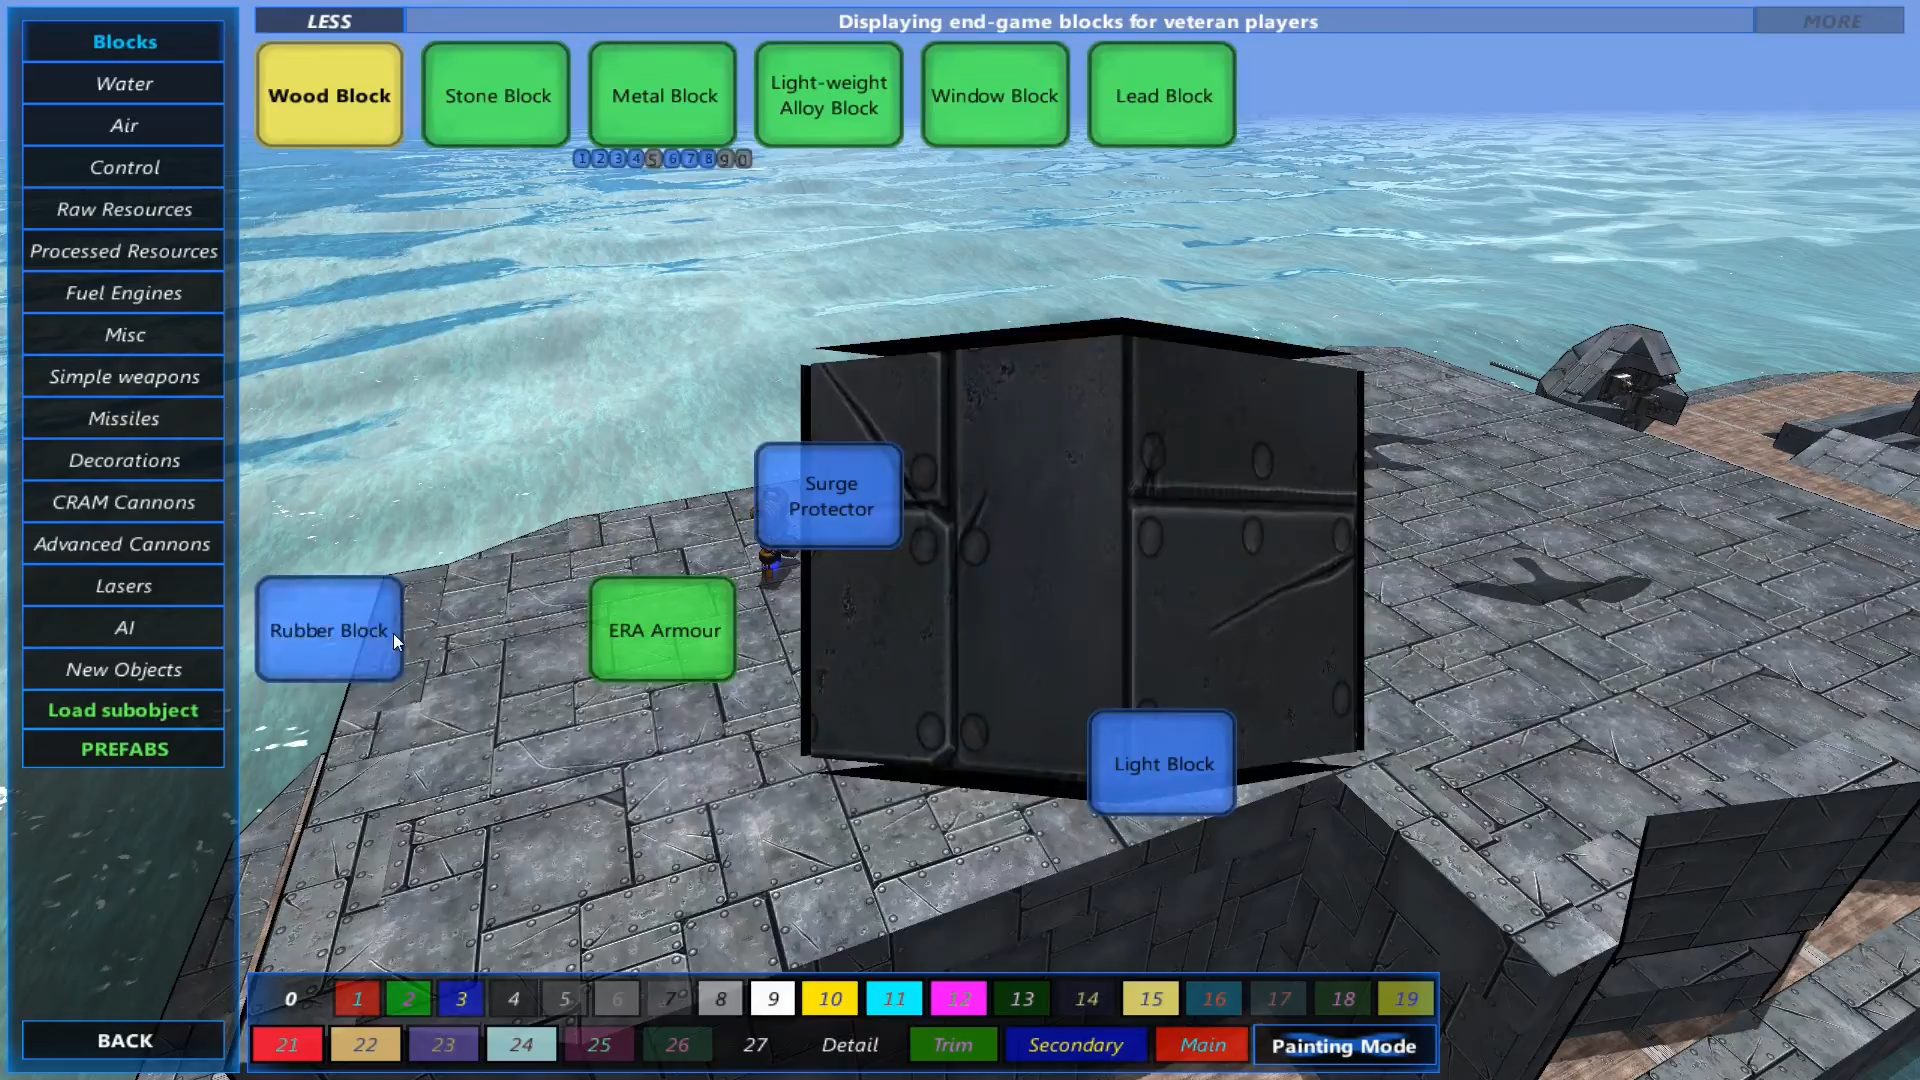 Blocks
Water
Air
Control
Raw Resources
Processed Resources
Fuel Engines
Misc
Simple weapons
Missiles
Decorations
CRAM Cannons
Advanced Cannons
Lasers
AI
New Objects
Load subobject
PREFABS
BACK
LESS
Displaying end-game blocks for veteran players
MORE
Wood Block
Stone Block
Metal Block
Light-weight
Alloy Block
Window Block
Lead Block
1 2 3 4 5 6 7 8 9 0
Surge
Protector
Rubber Block
ERA Armour
Light Block
0 1 2 3 4 5 6 7 8 9 10 11 12 13 14 15 16 17 18 19
21 22 23 24 25 26 27 Detail Trim Secondary Main Painting Mode